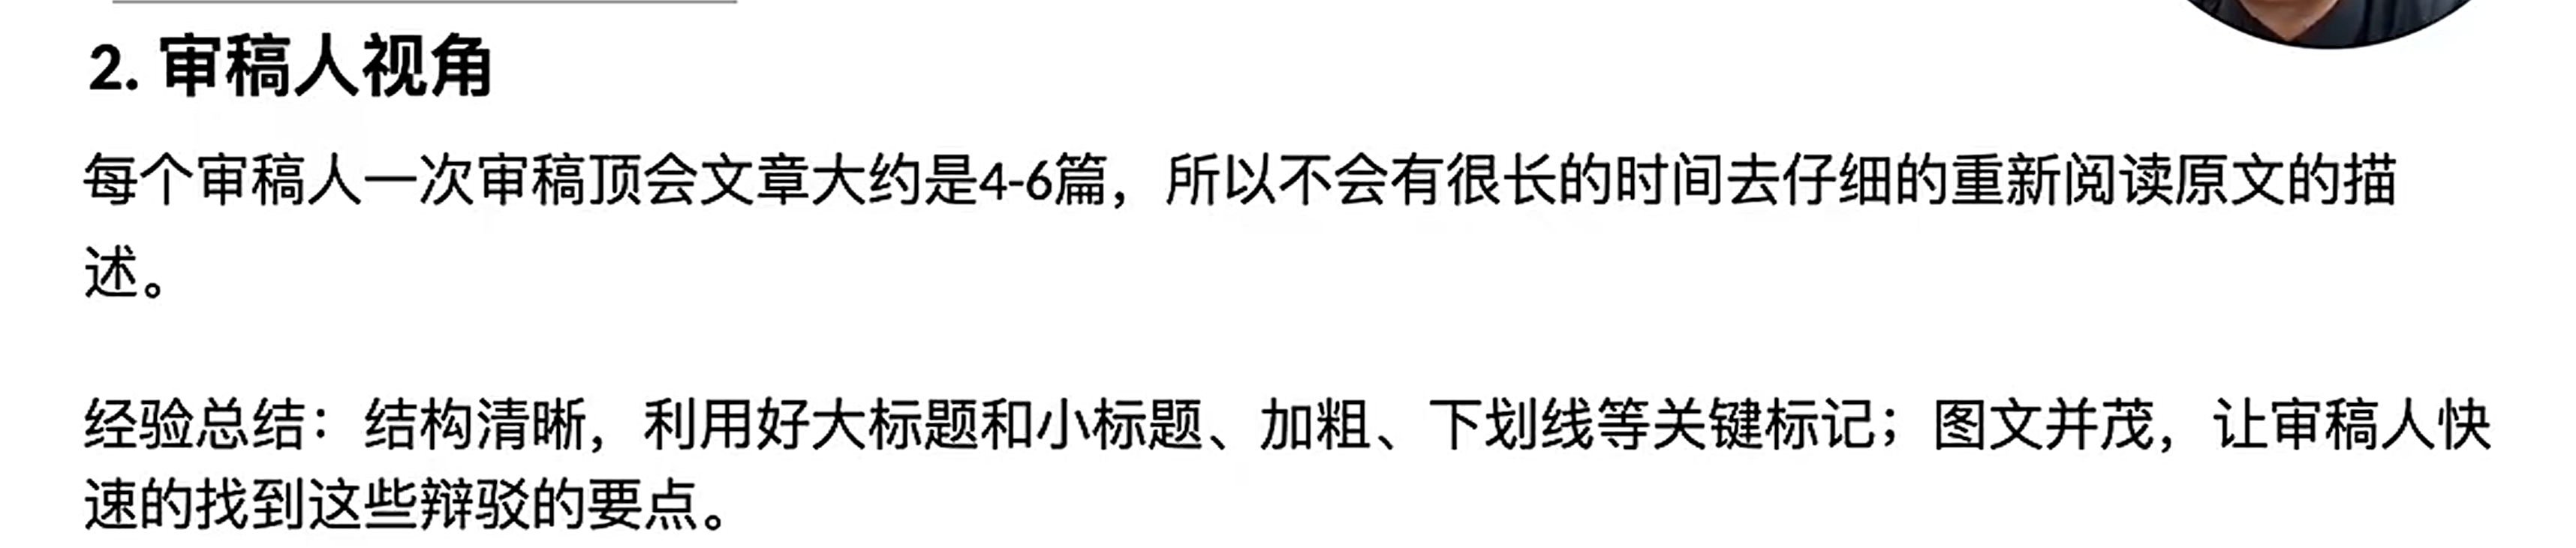 2. 审稿人视角
每个审稿人一次审稿顶会文章大约是4-6篇，所以不会有很长的时间去仔细的重新阅读原文的描
述。
经验总结：结构清晰，利用好大标题和小标题、加粗、下划线等关键标记；图文并茂，让审稿人快
速的找到这些辩驳的要点。